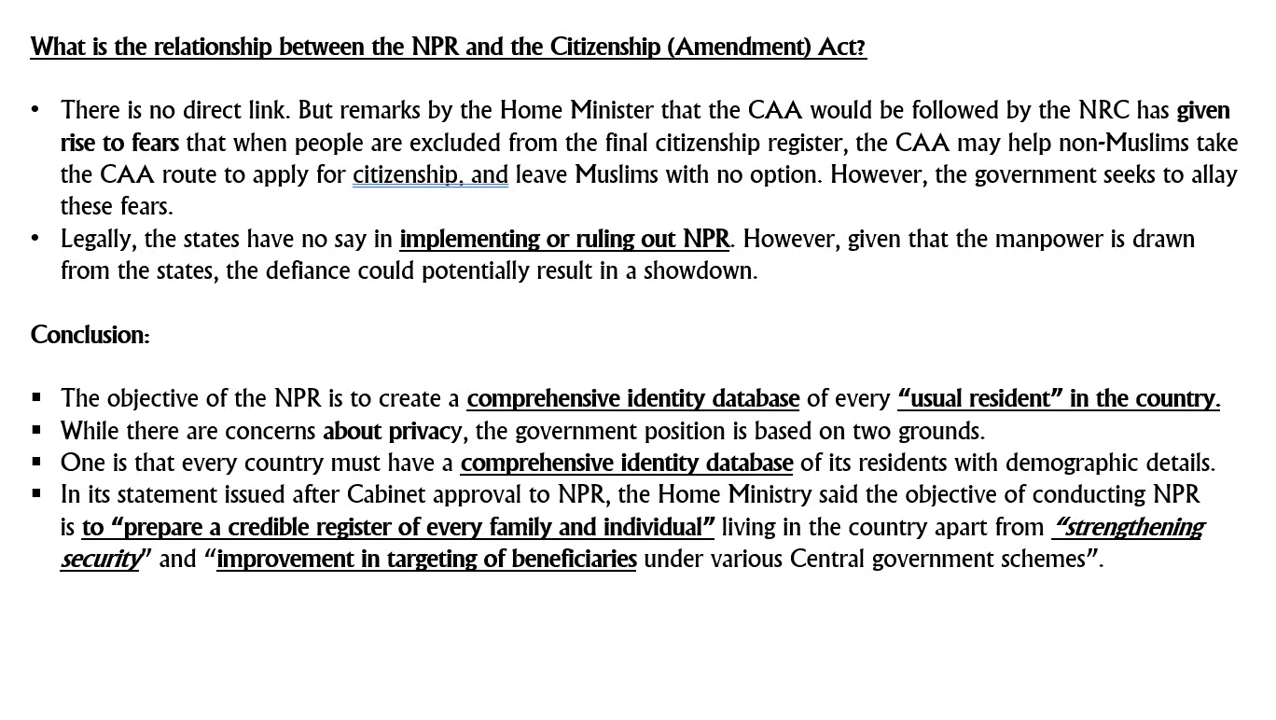 What is the relationship between the NPR and the Citizenship (Amendment) Act?
• There is no direct link. But remarks by the Home Minister that the CAA would be followed by the NRC has given
rise to fears that when people are excluded from the final citizenship register, the CAA may help non-Muslims take
the CAA route to apply for citizenship, and leave Muslims with no option. However, the government seeks to allay
these fears.
• Legally, the states have no say in implementing or ruling out NPR. However, given that the manpower is drawn
from the states, the defiance could potentially result in a showdown.
Conclusion:
▪ The objective of the NPR is to create a comprehensive identity database of every “usual resident” in the country.
▪ While there are concerns about privacy, the government position is based on two grounds.
▪ One is that every country must have a comprehensive identity database of its residents with demographic details.
▪ In its statement issued after Cabinet approval to NPR, the Home Ministry said the objective of conducting NPR
is to “prepare a credible register of every family and individual” living in the country apart from “strengthening
security” and “improvement in targeting of beneficiaries under various Central government schemes”.